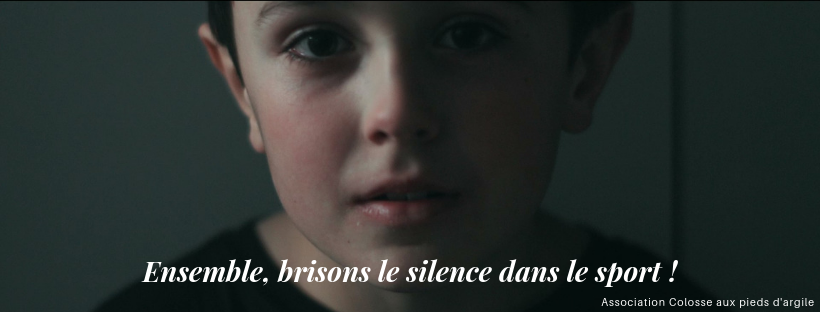 Ensemble, brisons le silence dans le sport !
Association Colosse aux pieds d'argile